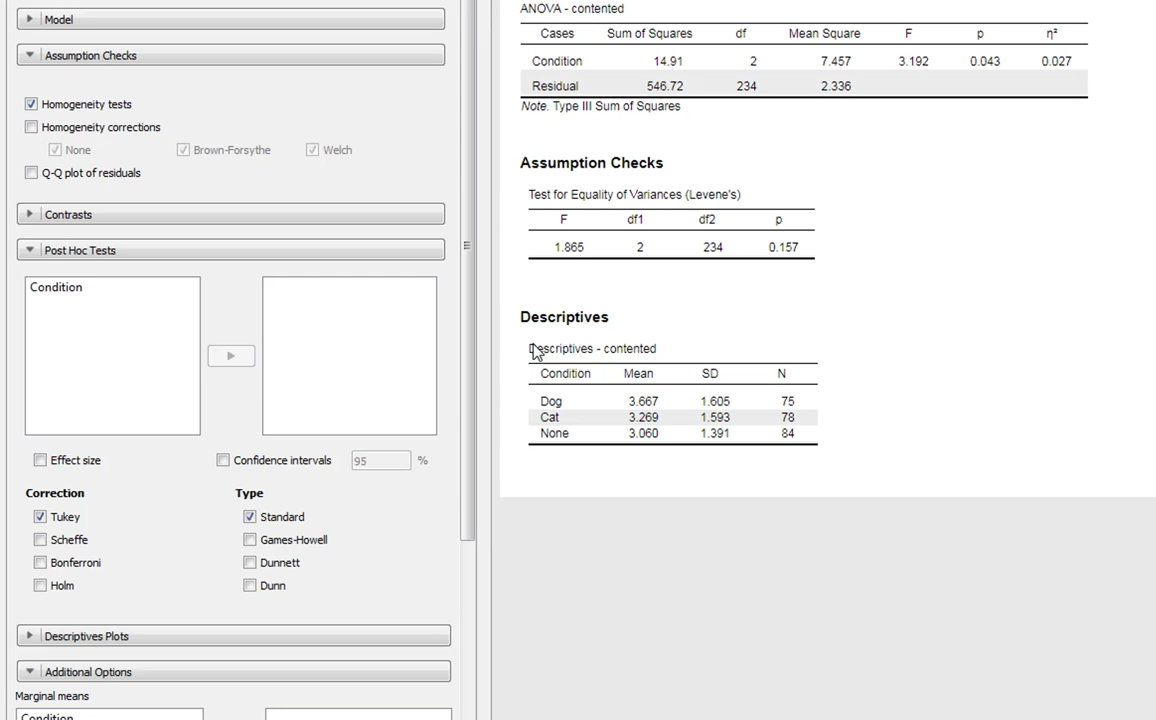 Model
Assumption Checks
Homogeneity tests
Homogeneity corrections
None Brown-Forsythe Welch
Q-Q plot of residuals
Contrasts
Post Hoc Tests
Condition
Effect size Confidence intervals 95 %
Correction Type
Tukey Standard
Scheffe Games-Howell
Bonferroni Dunnett
Holm Dunn
Descriptives Plots
Additional Options
Marginal means
Condition
ANOVA - contented
Cases Sum of Squares df Mean Square F p η²
Condition 14.91 2 7.457 3.192 0.043 0.027
Residual 546.72 234 2.336
Note. Type III Sum of Squares
Assumption Checks
Test for Equality of Variances (Levene's)
F df1 df2 p
1.865 2 234 0.157
Descriptives
Descriptives - contented
Condition Mean SD N
Dog 3.667 1.605 75
Cat 3.269 1.593 78
None 3.060 1.391 84